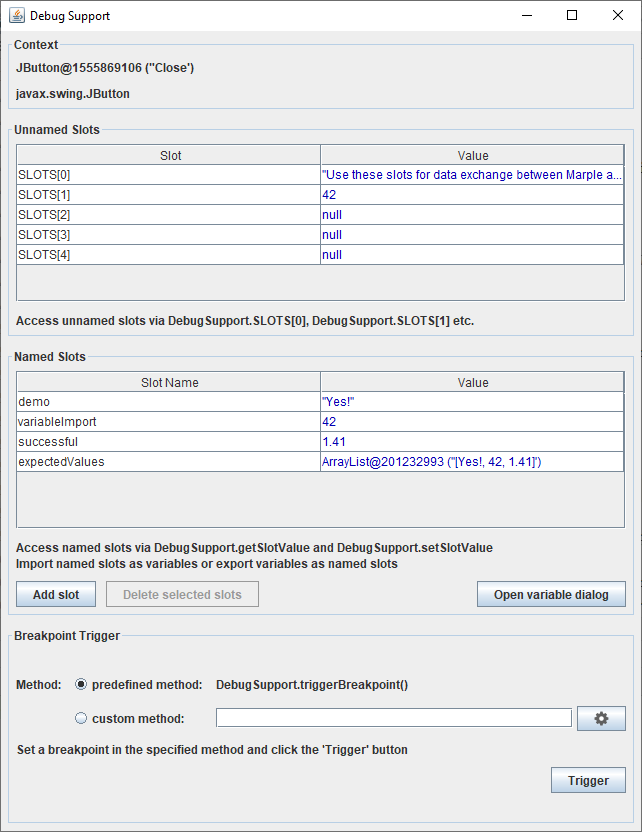 Debug Support
Context
JButton@1555869106 ("Close')
javax.swing.JButton
Unnamed Slots
Slot Value
SLOTS[0] "Use these slots for data exchange between Marple a...
SLOTS[1] 42
SLOTS[2] null
SLOTS[3] null
SLOTS[4] null
Access unnamed slots via DebugSupport.SLOTS[0], DebugSupport.SLOTS[1] etc.
Named Slots
Slot Name Value
demo "Yes!"
variableImport 42
successful 1.41
expectedValues ArrayList@201232993 ("[Yes!, 42, 1.41]')
Access named slots via DebugSupport.getSlotValue and DebugSupport.setSlotValue
Import named slots as variables or export variables as named slots
Add slot Delete selected slots Open variable dialog
Breakpoint Trigger
Method: predefined method: DebugSupport.triggerBreakpoint()
custom method:
Set a breakpoint in the specified method and click the 'Trigger' button
Trigger